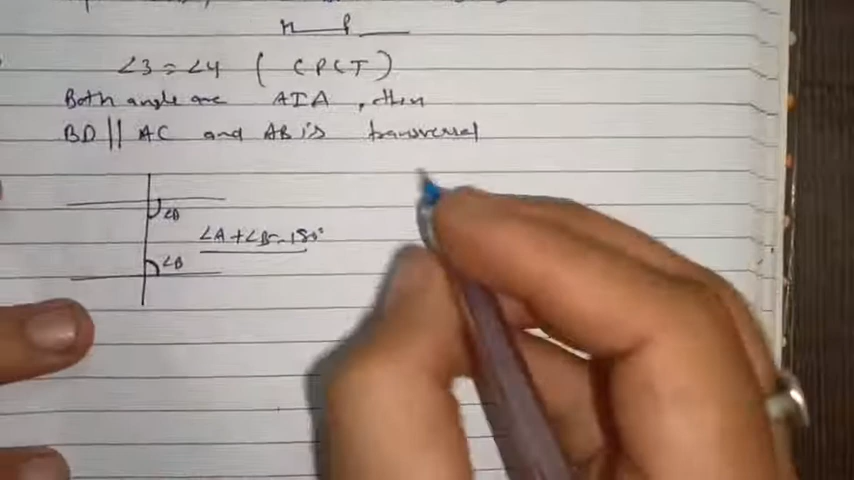 ∠3 = ∠4 ( CPCT )
Both angle are AIA , then
BD || AC and AB is transversal
∠B
∠A + ∠B = 180°
∠B